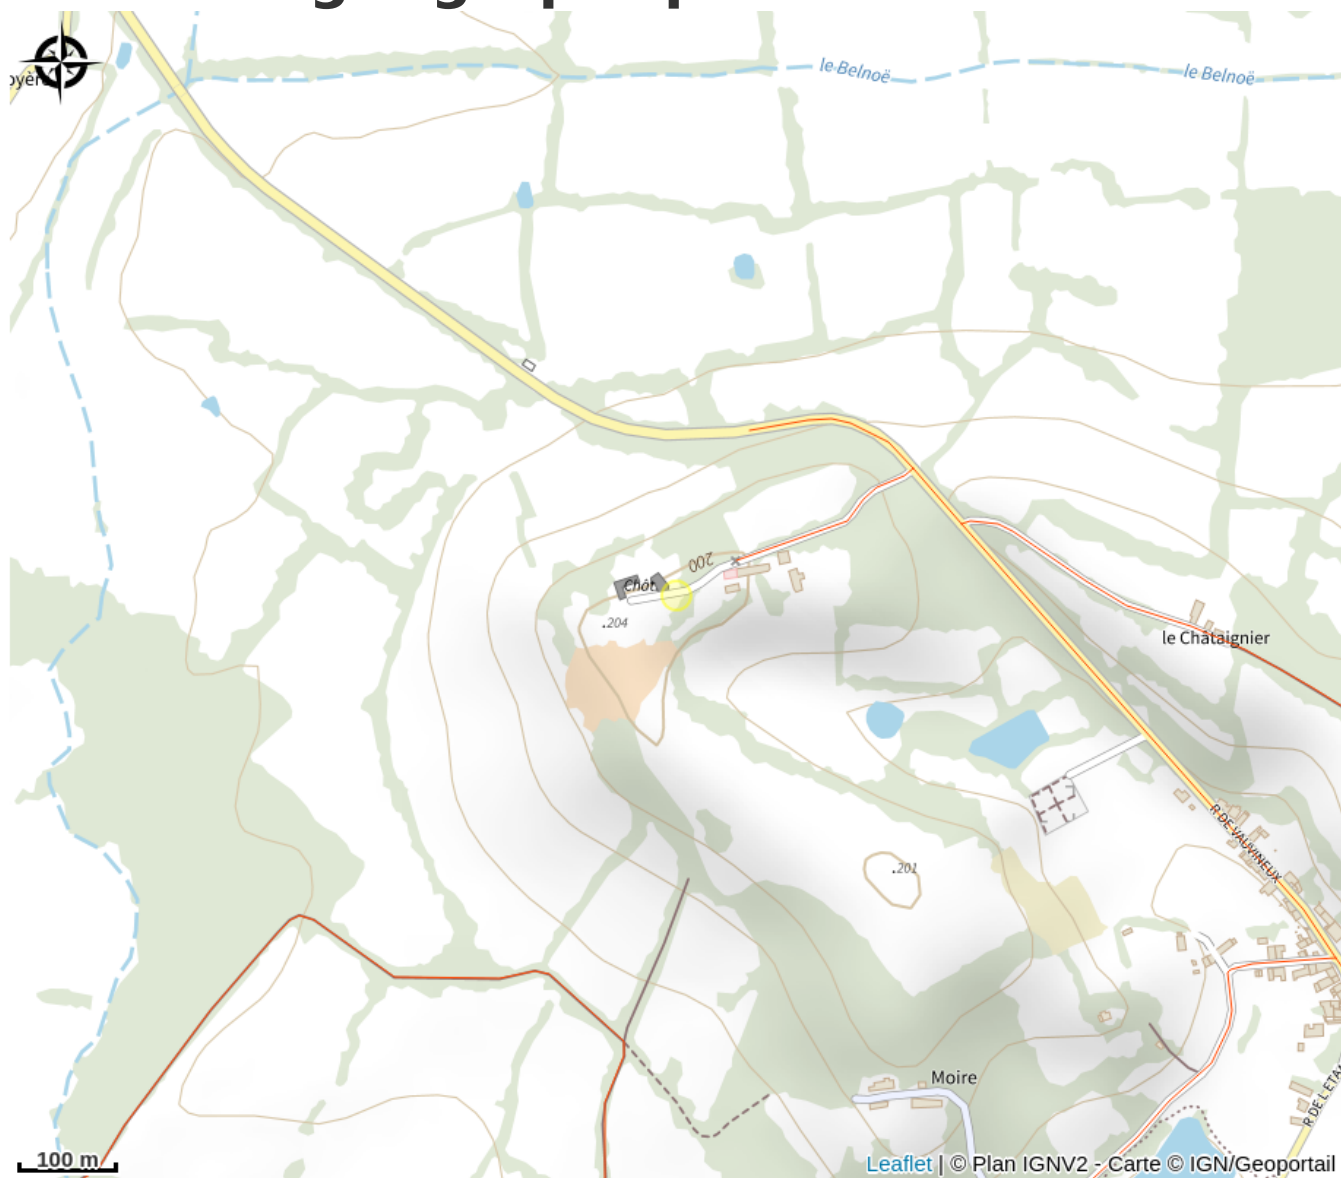 le Belnoë
le Belnoë
200
Chât
.204
le Châtaignier
R DE VAUVINEUX
.201
Moire
R DE L ETA
100 m
Leaflet | © Plan IGNV2 - Carte © IGN/Geoportail